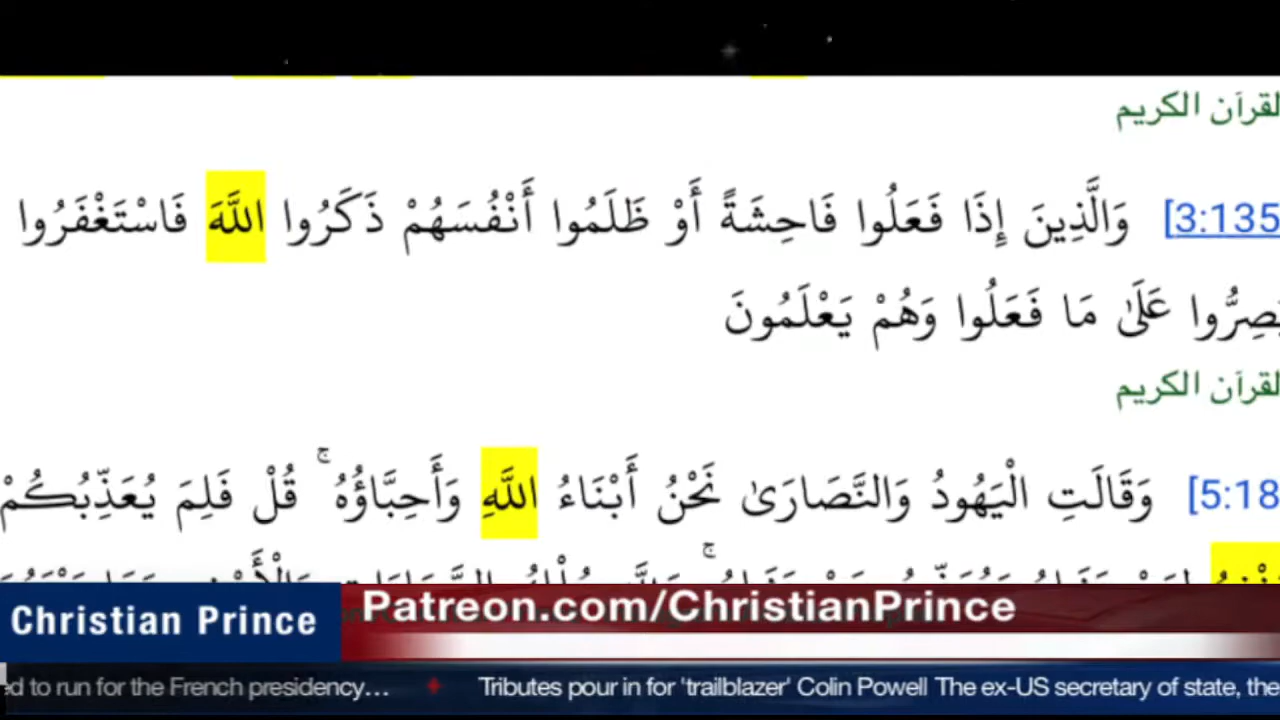 القرآن الكريم
[3:135 وَالَّذِينَ إِذَا فَعَلُوا فَاحِشَةً أَوْ ظَلَمُوا أَنْفُسَهُمْ ذَكَرُوا اللَّهَ فَاسْتَغْفَرُوا
عَلَىٰ مَا فَعَلُوا وَهُمْ يَعْلَمُونَ
القرآن الكريم
[5:18 وَقَالَتِ الْيَهُودُ وَالنَّصَارَىٰ نَحْنُ أَبْنَاءُ اللَّهِ وَأَحِبَّاؤُهُ ۚ قُلْ فَلِمَ يُعَذِّبُكُمْ
Christian Prince
Patreon.com/ChristianPrince
ed to run for the French presidency... Tributes pour in for 'trailblazer' Colin Powell The ex-US secretary of state, the